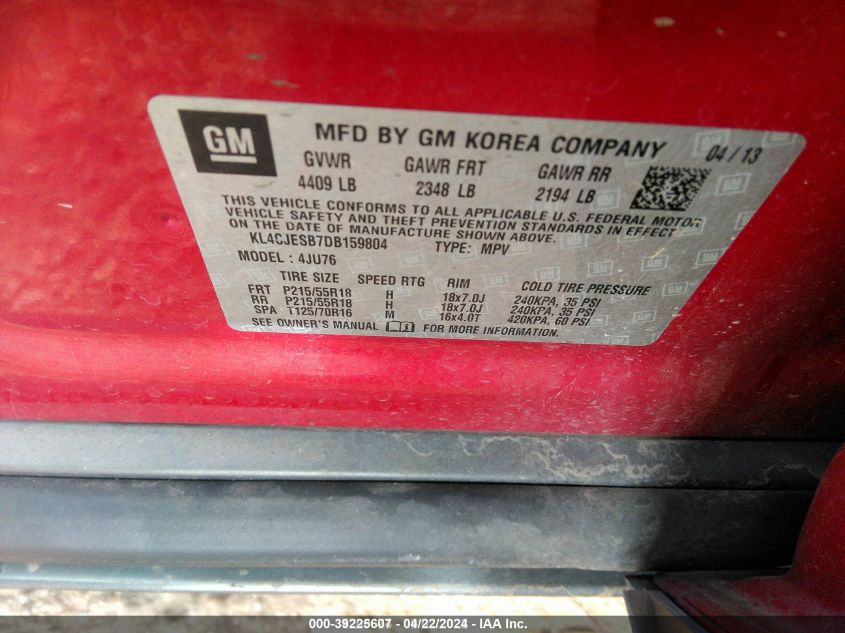 GM MFD BY GM KOREA COMPANY 04 / 13
GVWR GAWR FRT GAWR RR
4409 LB 2348 LB 2194 LB
THIS VEHICLE CONFORMS TO ALL APPLICABLE U.S. FEDERAL MOTOR
VEHICLE SAFETY AND THEFT PREVENTION STANDARDS IN EFFECT
ON THE DATE OF MANUFACTURE SHOWN ABOVE.
KL4CJESB7DB159804 TYPE: MPV
MODEL : 4JU76
TIRE SIZE SPEED RTG RIM COLD TIRE PRESSURE
FRT P215/55R18 H 18x7.0J 240KPA, 35 PSI
RR P215/55R18 H 18x7.0J 240KPA, 35 PSI
SPA T125/70R16 M 16x4.0T 420KPA, 60 PSI
SEE OWNER'S MANUAL FOR MORE INFORMATION.
000-39225607 - 04/22/2024 - IAA Inc.